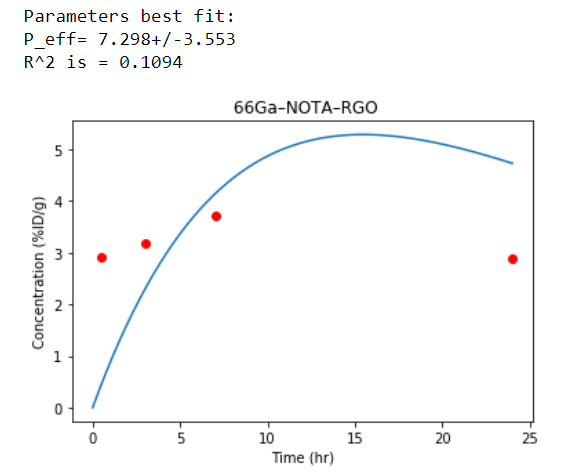 Parameters best fit:
P_eff= 7.298+/-3.553
R^2 is = 0.1094
66Ga–NOTA–RGO
Concentration (%ID/g)
5
4
3
2
1
0
0 5 10 15 20 25
Time (hr)